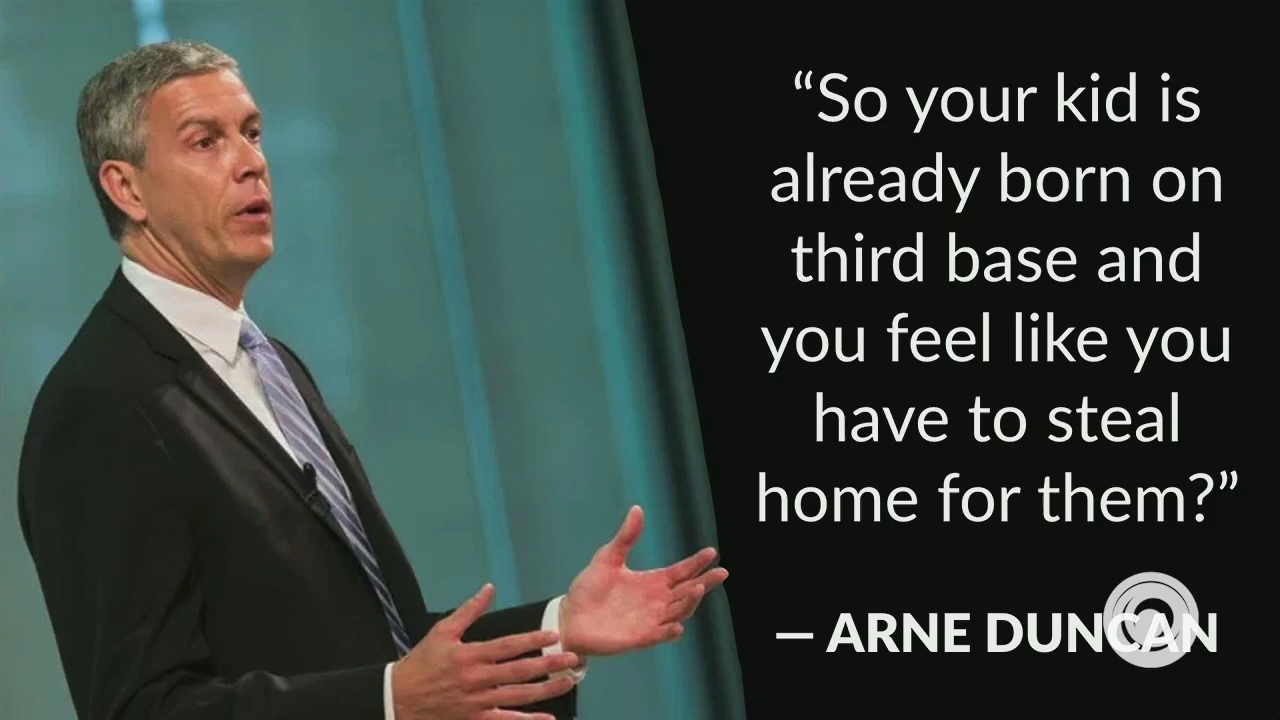 “So your kid is
already born on
third base and
you feel like you
have to steal
home for them?”
— ARNE DUNCAN